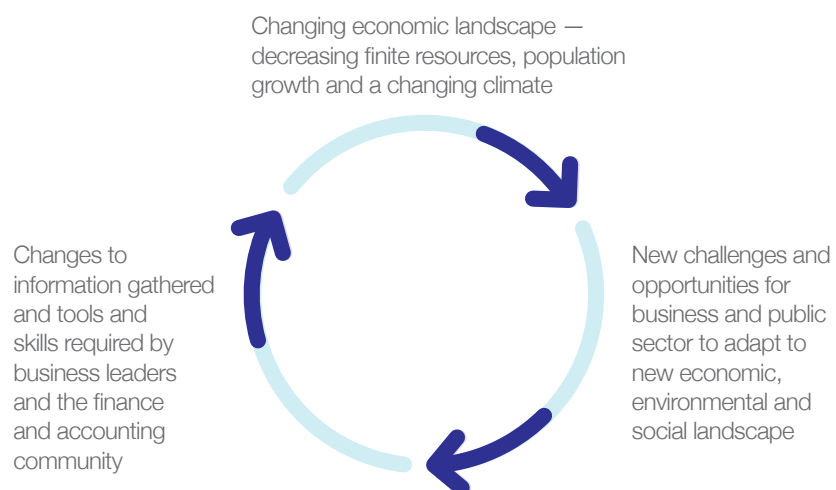 Changing economic landscape —
decreasing finite resources, population
growth and a changing climate
New challenges and
opportunities for
business and public
sector to adapt to
new economic,
environmental and
social landscape
Changes to
information gathered
and tools and
skills required by
business leaders
and the finance
and accounting
community